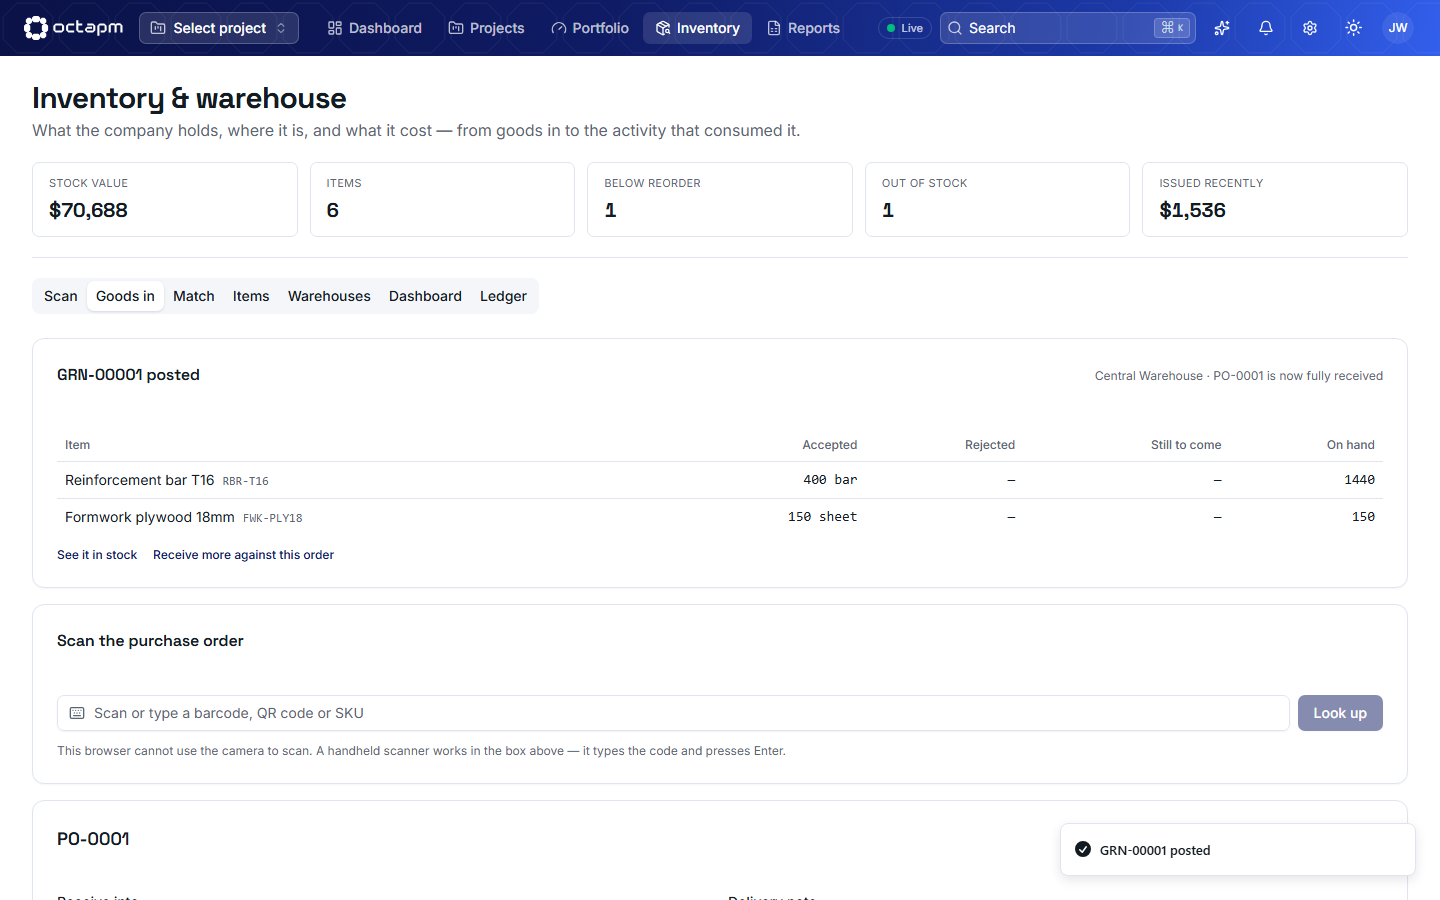 octapm
Select project
Dashboard
Projects
Portfolio
Inventory
Reports
Live
Search
⌘ K
JW
Inventory & warehouse
What the company holds, where it is, and what it cost — from goods in to the activity that consumed it.
STOCK VALUE
$70,688
ITEMS
6
BELOW REORDER
1
OUT OF STOCK
1
ISSUED RECENTLY
$1,536
Scan
Goods in
Match
Items
Warehouses
Dashboard
Ledger
GRN-00001 posted
Central Warehouse · PO-0001 is now fully received
Item Accepted Rejected Still to come On hand
Reinforcement bar T16 RBR-T16 400 bar — — 1440
Formwork plywood 18mm FWK-PLY18 150 sheet — — 150
See it in stock
Receive more against this order
Scan the purchase order
Scan or type a barcode, QR code or SKU
Look up
This browser cannot use the camera to scan. A handheld scanner works in the box above — it types the code and presses Enter.
PO-0001
GRN-00001 posted
Receive into
Delivery note